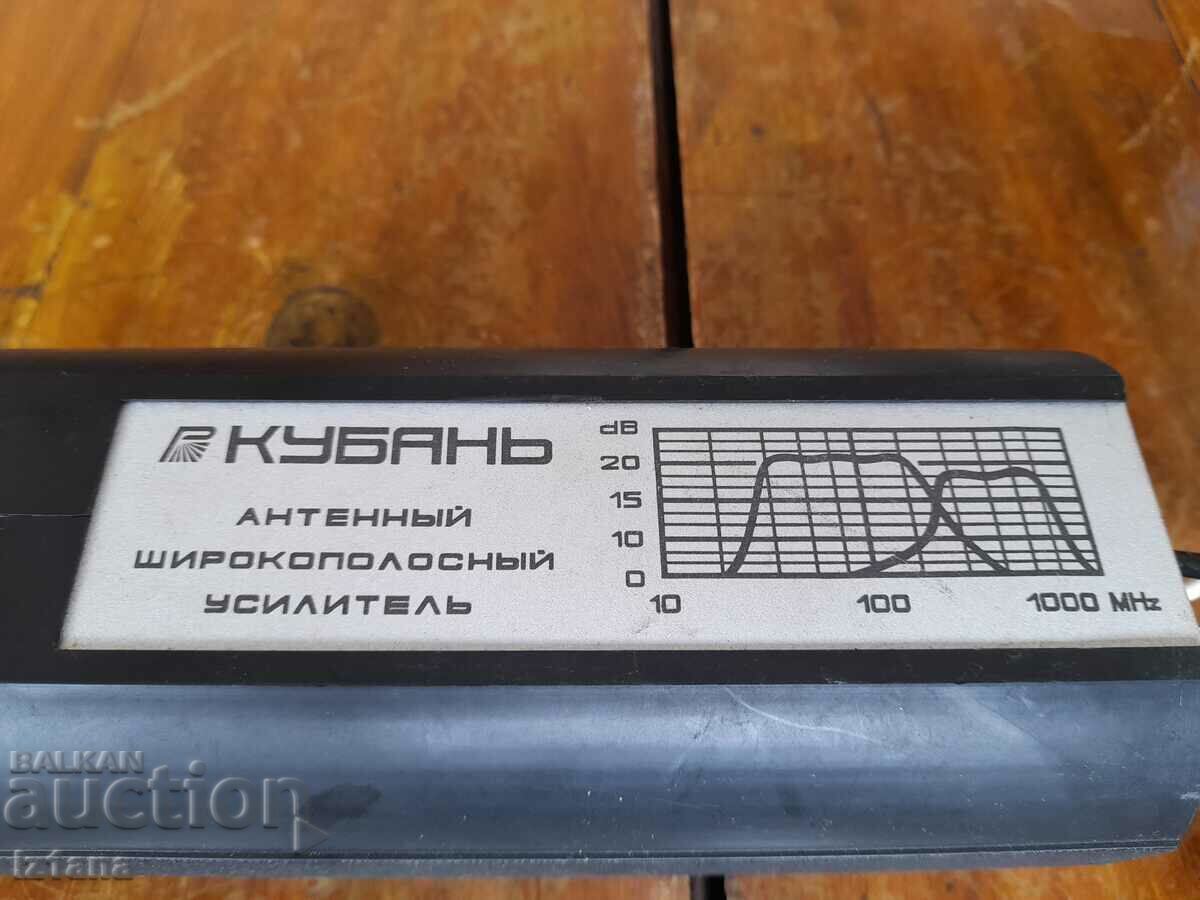 КУБАНЬ
АНТЕННЫЙ
ШИРОКОПОЛОСНЫЙ
УСИЛИТЕЛЬ
dB
20
15
10
0
10 100 1000 MHz
BALKAN
auction
iztana